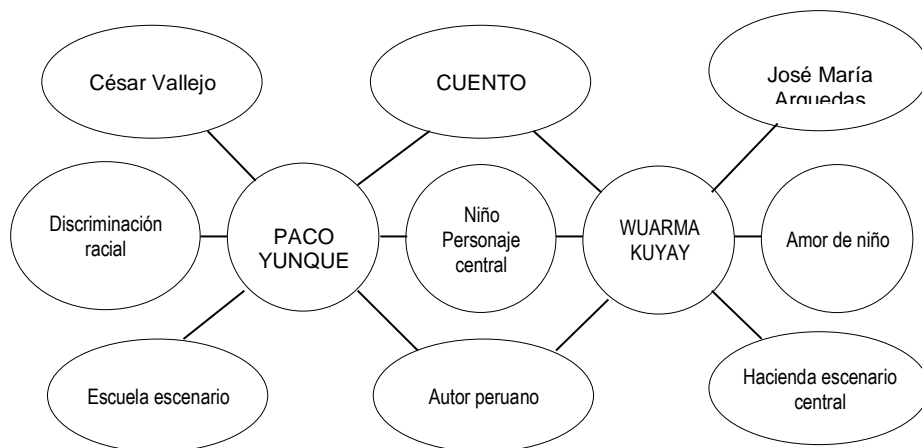 César Vallejo
CUENTO
José María
Arguedas
Discriminación
racial
PACO
YUNQUE
Niño
Personaje
central
WUARMA
KUYAY
Amor de niño
Escuela escenario
Autor peruano
Hacienda escenario
central